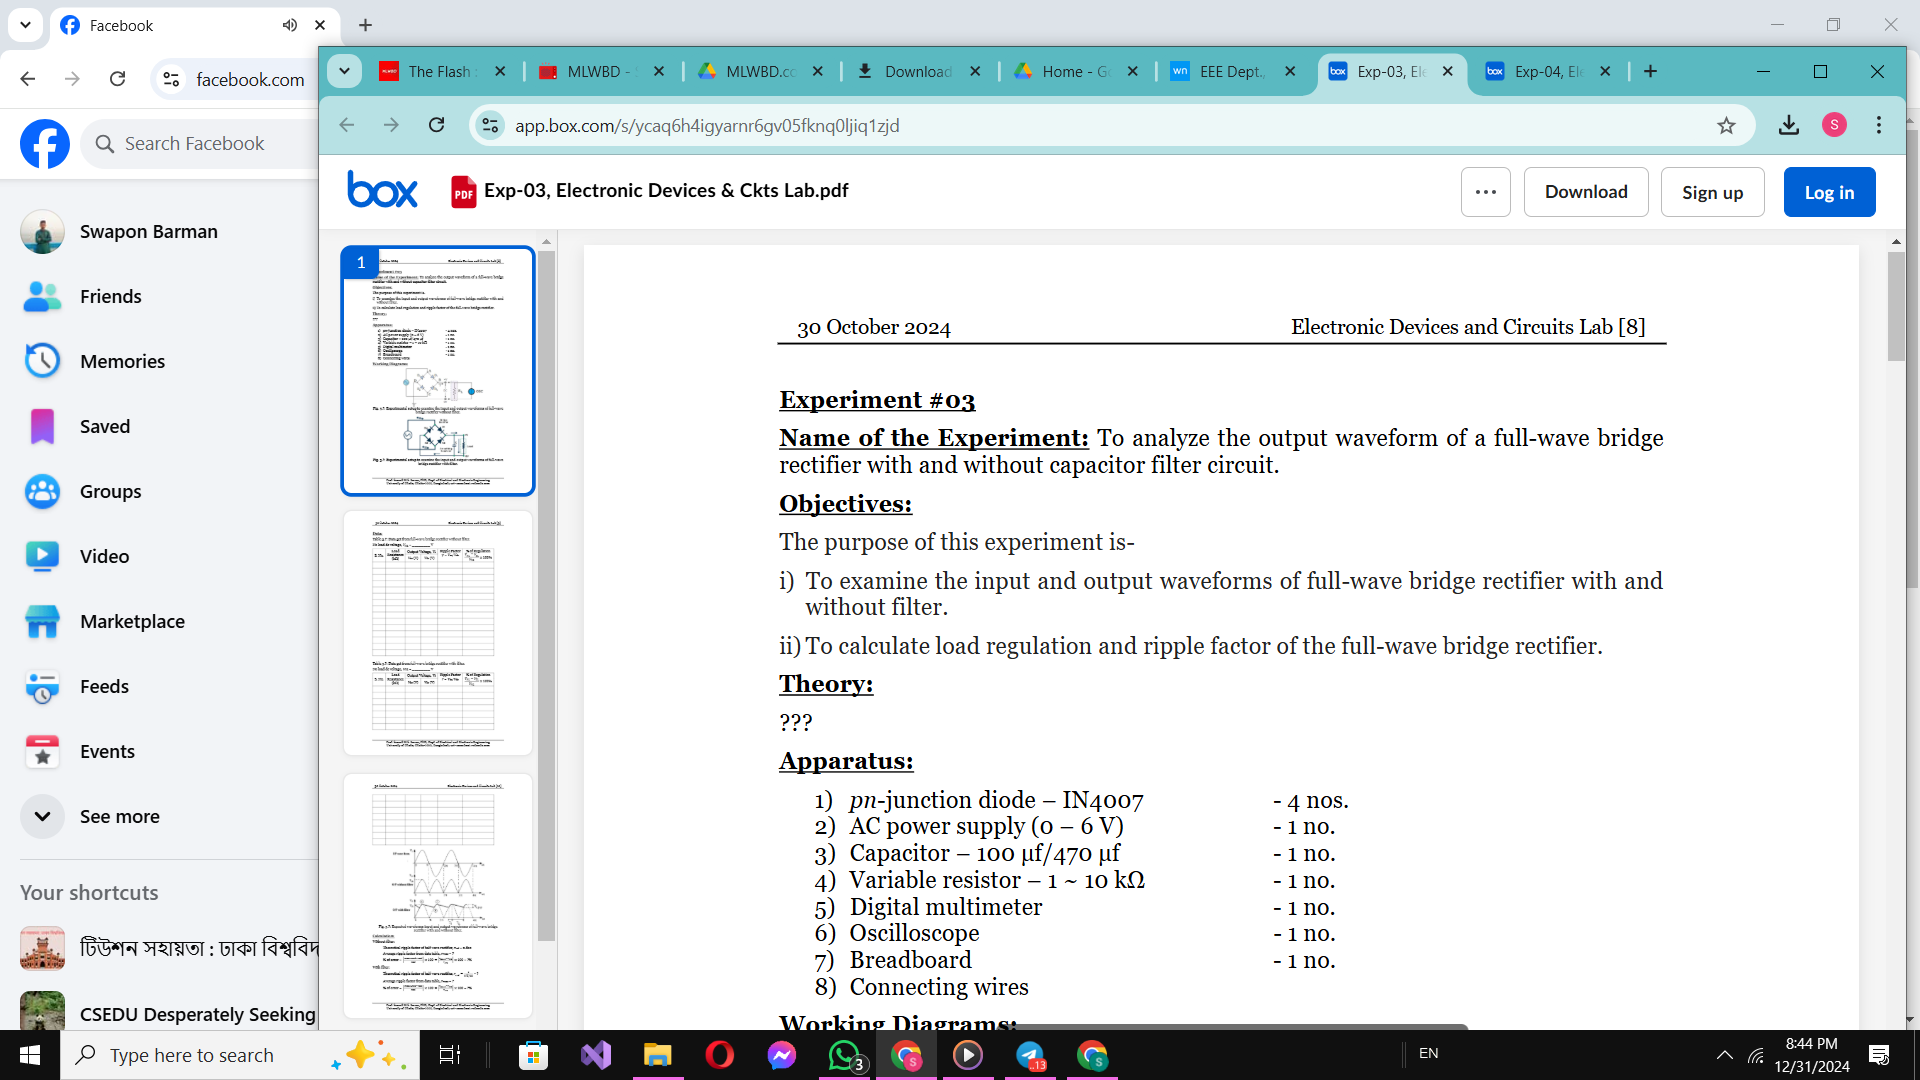 Facebook
facebook.com
Search Facebook
Swapon Barman
Friends
Memories
Saved
Groups
Video
Marketplace
Feeds
Events
See more
Your shortcuts
টিউশন সহায়তা : ঢাকা
CSEDU Desperately Seeking
The Flash
MLWBD -
MLWBD.co
Download
Home - Go
EEE Dept.,
Exp-03, Ele
Exp-04, Ele
app.box.com/s/ycaq6h4igyarnr6gv05fknq0ljiq1zjd
S
box
PDF
Exp-03, Electronic Devices & Ckts Lab.pdf
Download
Sign up
Log in
1
30 October 2024 Electronic Devices and Circuits Lab [8]
Experiment #03
Name of the Experiment: To analyze the output waveform of a full-wave bridge
rectifier with and without capacitor filter circuit.
Objectives:
The purpose of this experiment is-
i) To examine the input and output waveforms of full-wave bridge rectifier with and
without filter.
ii) To calculate load regulation and ripple factor of the full-wave bridge rectifier.
Theory:
???
Apparatus:
1) pn-junction diode – IN4007 - 4 nos.
2) AC power supply (0 – 6 V) - 1 no.
3) Capacitor – 100 µf/470 µf - 1 no.
4) Variable resistor – 1 ~ 10 kΩ - 1 no.
5) Digital multimeter - 1 no.
6) Oscilloscope - 1 no.
7) Breadboard - 1 no.
8) Connecting wires
Working Diagrams:
Type here to search
3
..13
EN
8:44 PM
12/31/2024